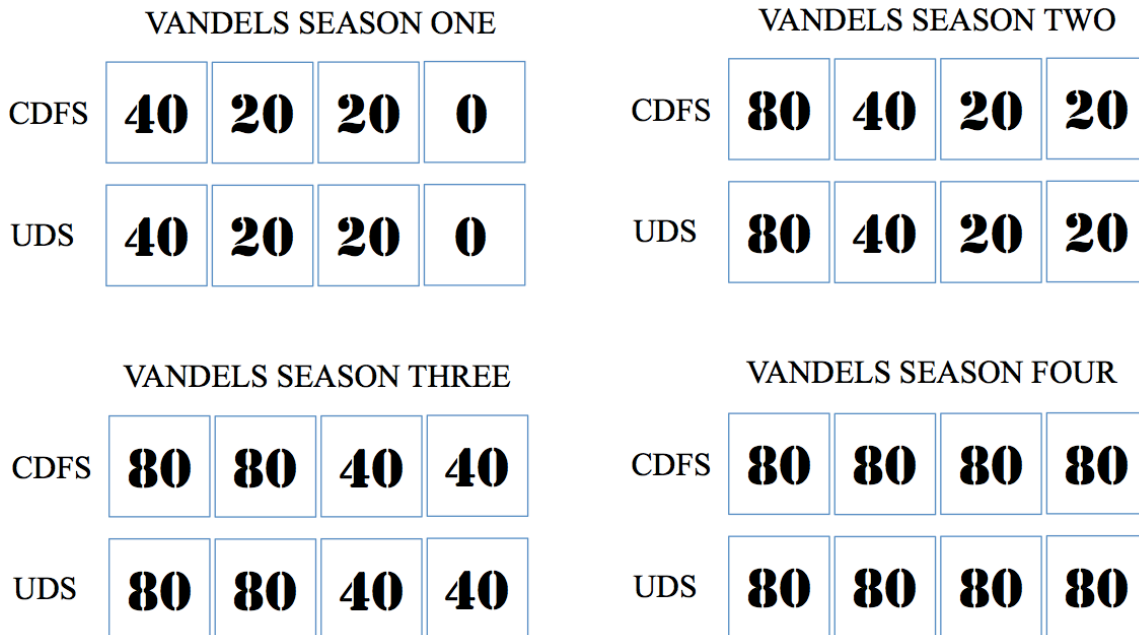 VANDELS SEASON ONE
CDFS 40 20 20 0
UDS 40 20 20 0
VANDELS SEASON TWO
CDFS 80 40 20 20
UDS 80 40 20 20
VANDELS SEASON THREE
CDFS 80 80 40 40
UDS 80 80 40 40
VANDELS SEASON FOUR
CDFS 80 80 80 80
UDS 80 80 80 80